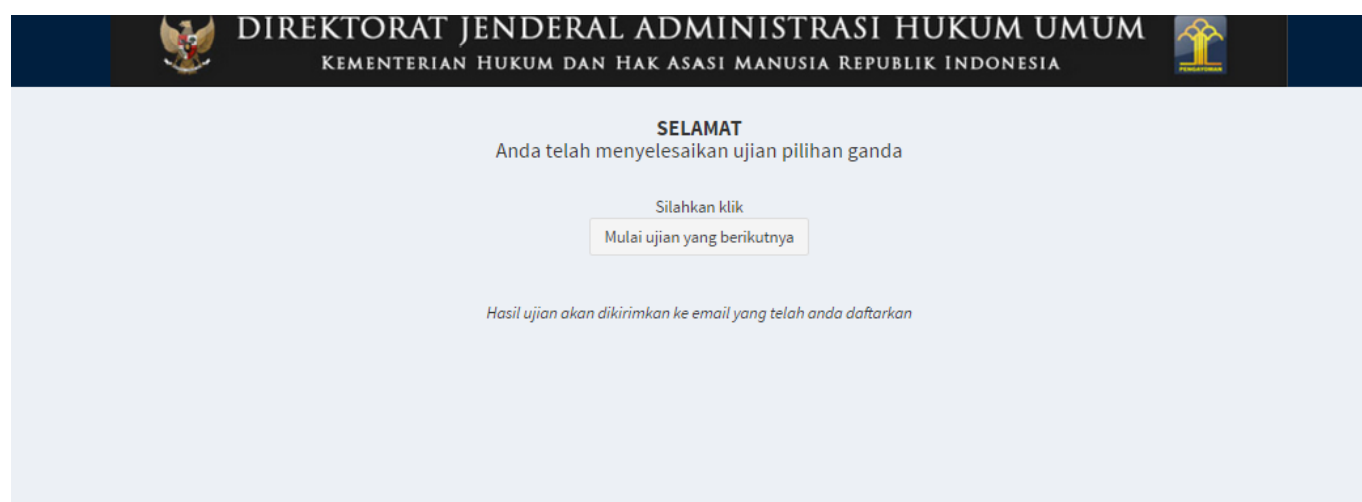 DIREKTORAT JENDERAL ADMINISTRASI HUKUM UMUM
KEMENTERIAN HUKUM DAN HAK ASASI MANUSIA REPUBLIK INDONESIA
PENGAYOMAN
SELAMAT
Anda telah menyelesaikan ujian pilihan ganda
Silahkan klik
Mulai ujian yang berikutnya
Hasil ujian akan dikirimkan ke email yang telah anda daftarkan